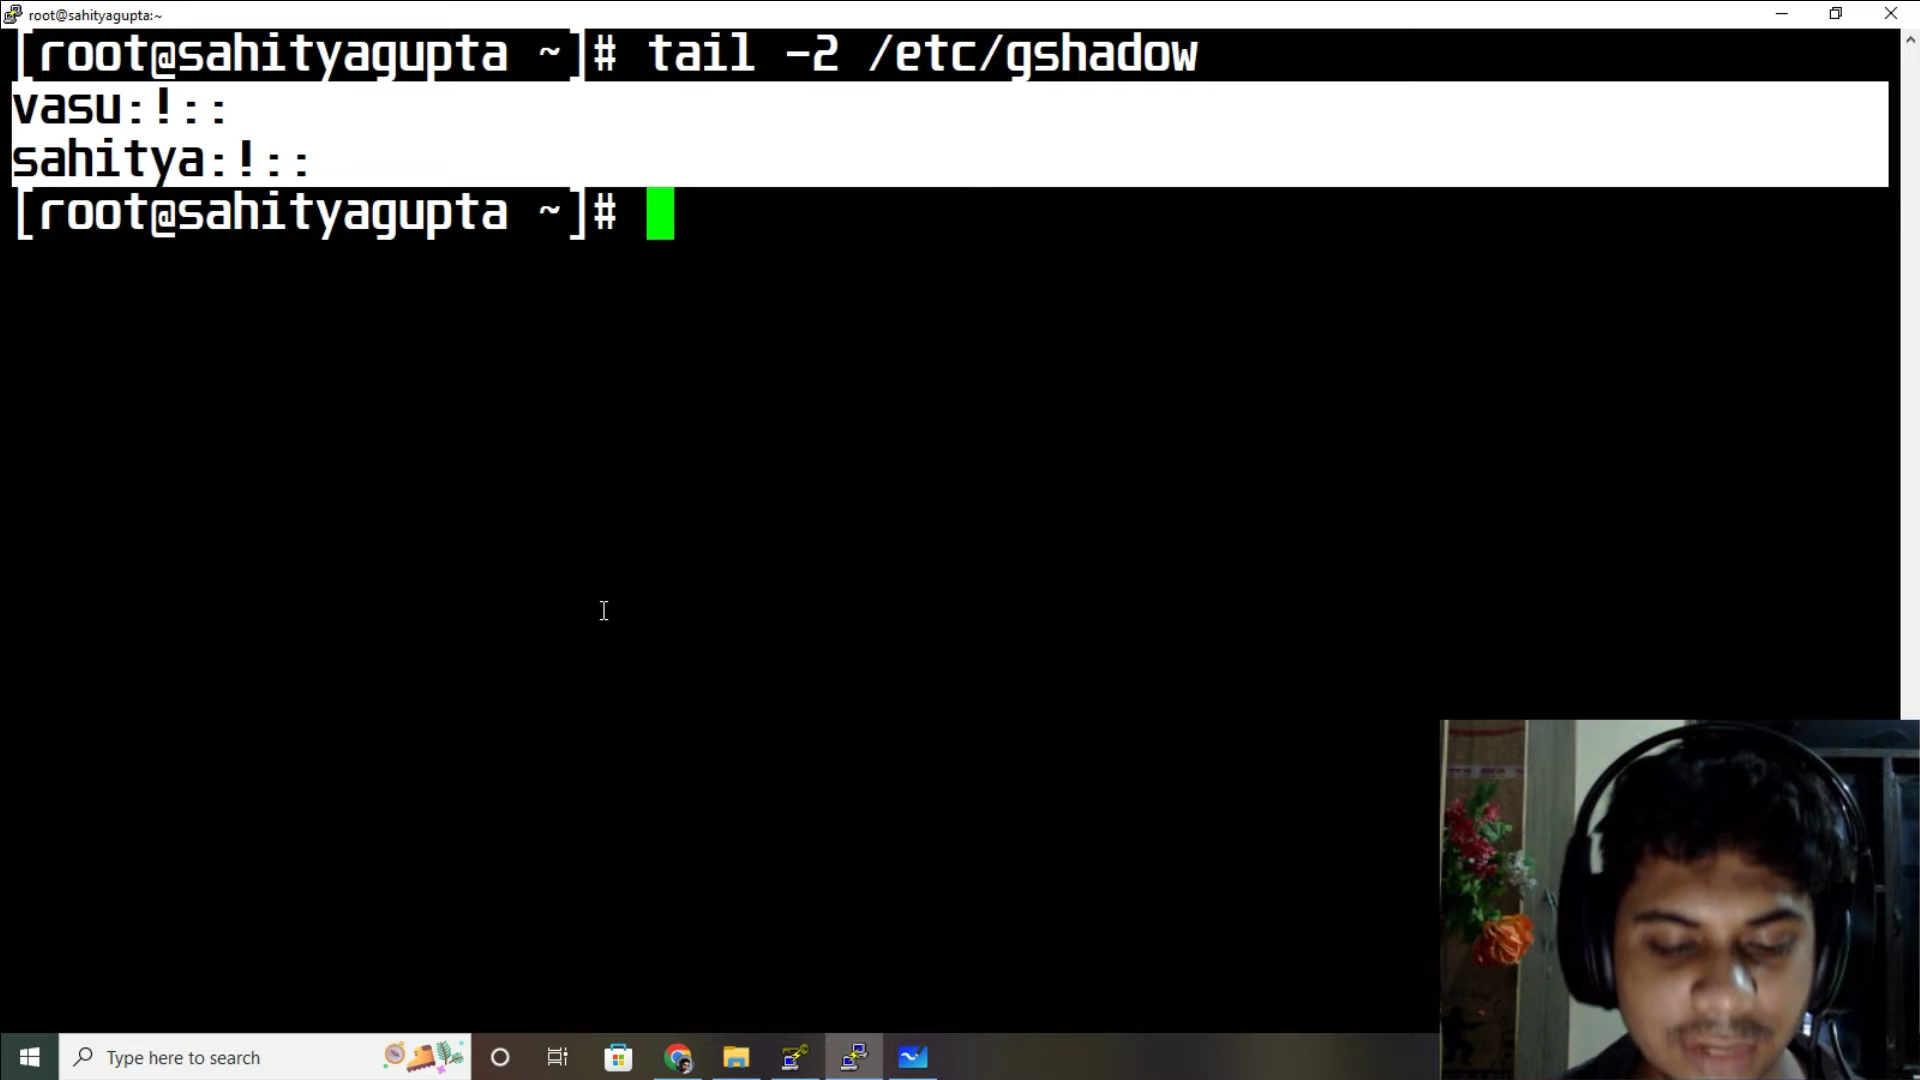 root@sahityagupta:~
[root@sahityagupta ~]# tail -2 /etc/gshadow
vasu:!::
sahitya:!::
[root@sahityagupta ~]#
Type here to search